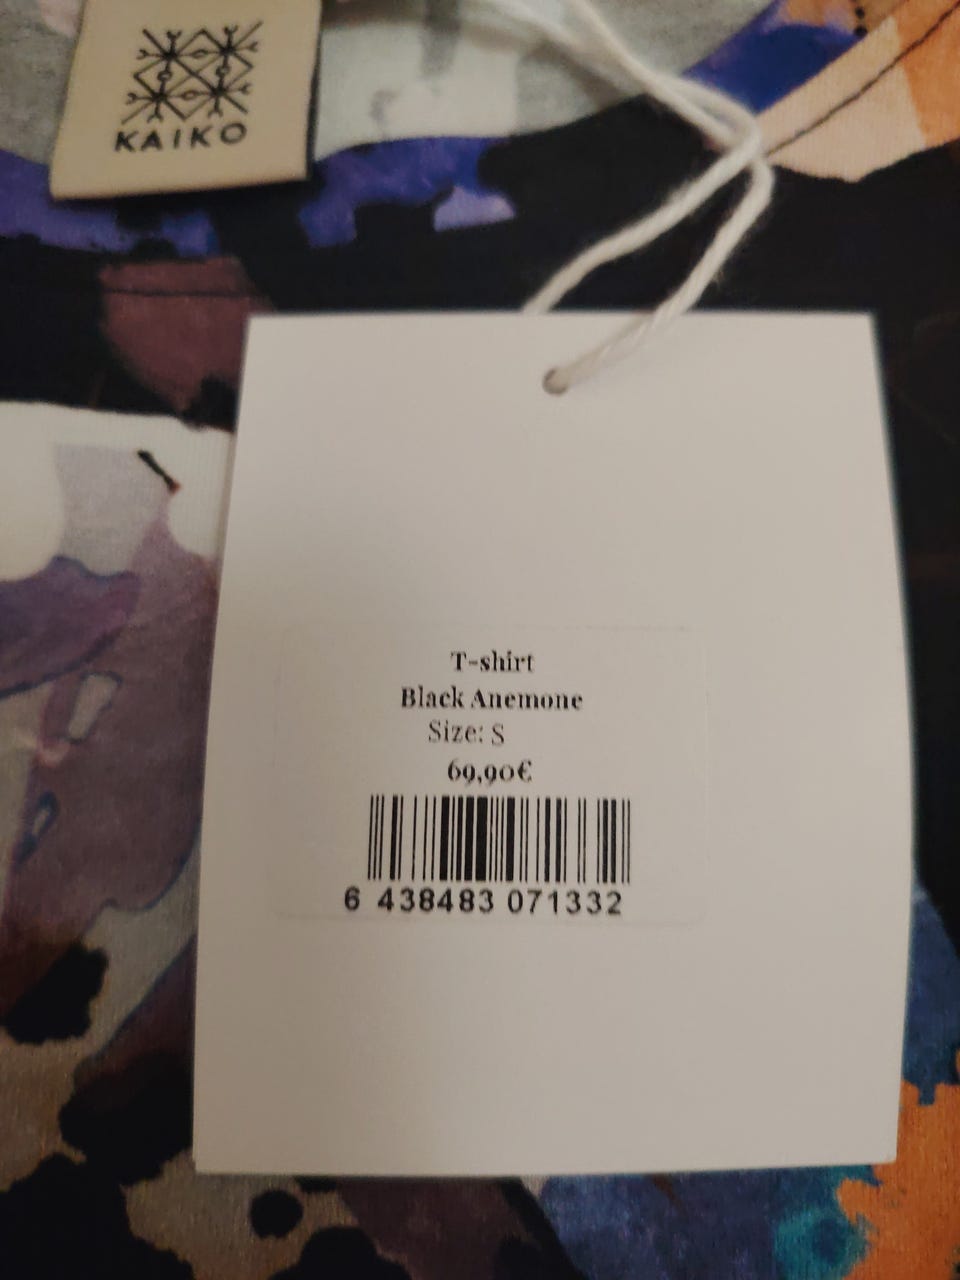 KAIKO
T-shirt
Black Anemone
Size: S
69,90€
6 438483 071332